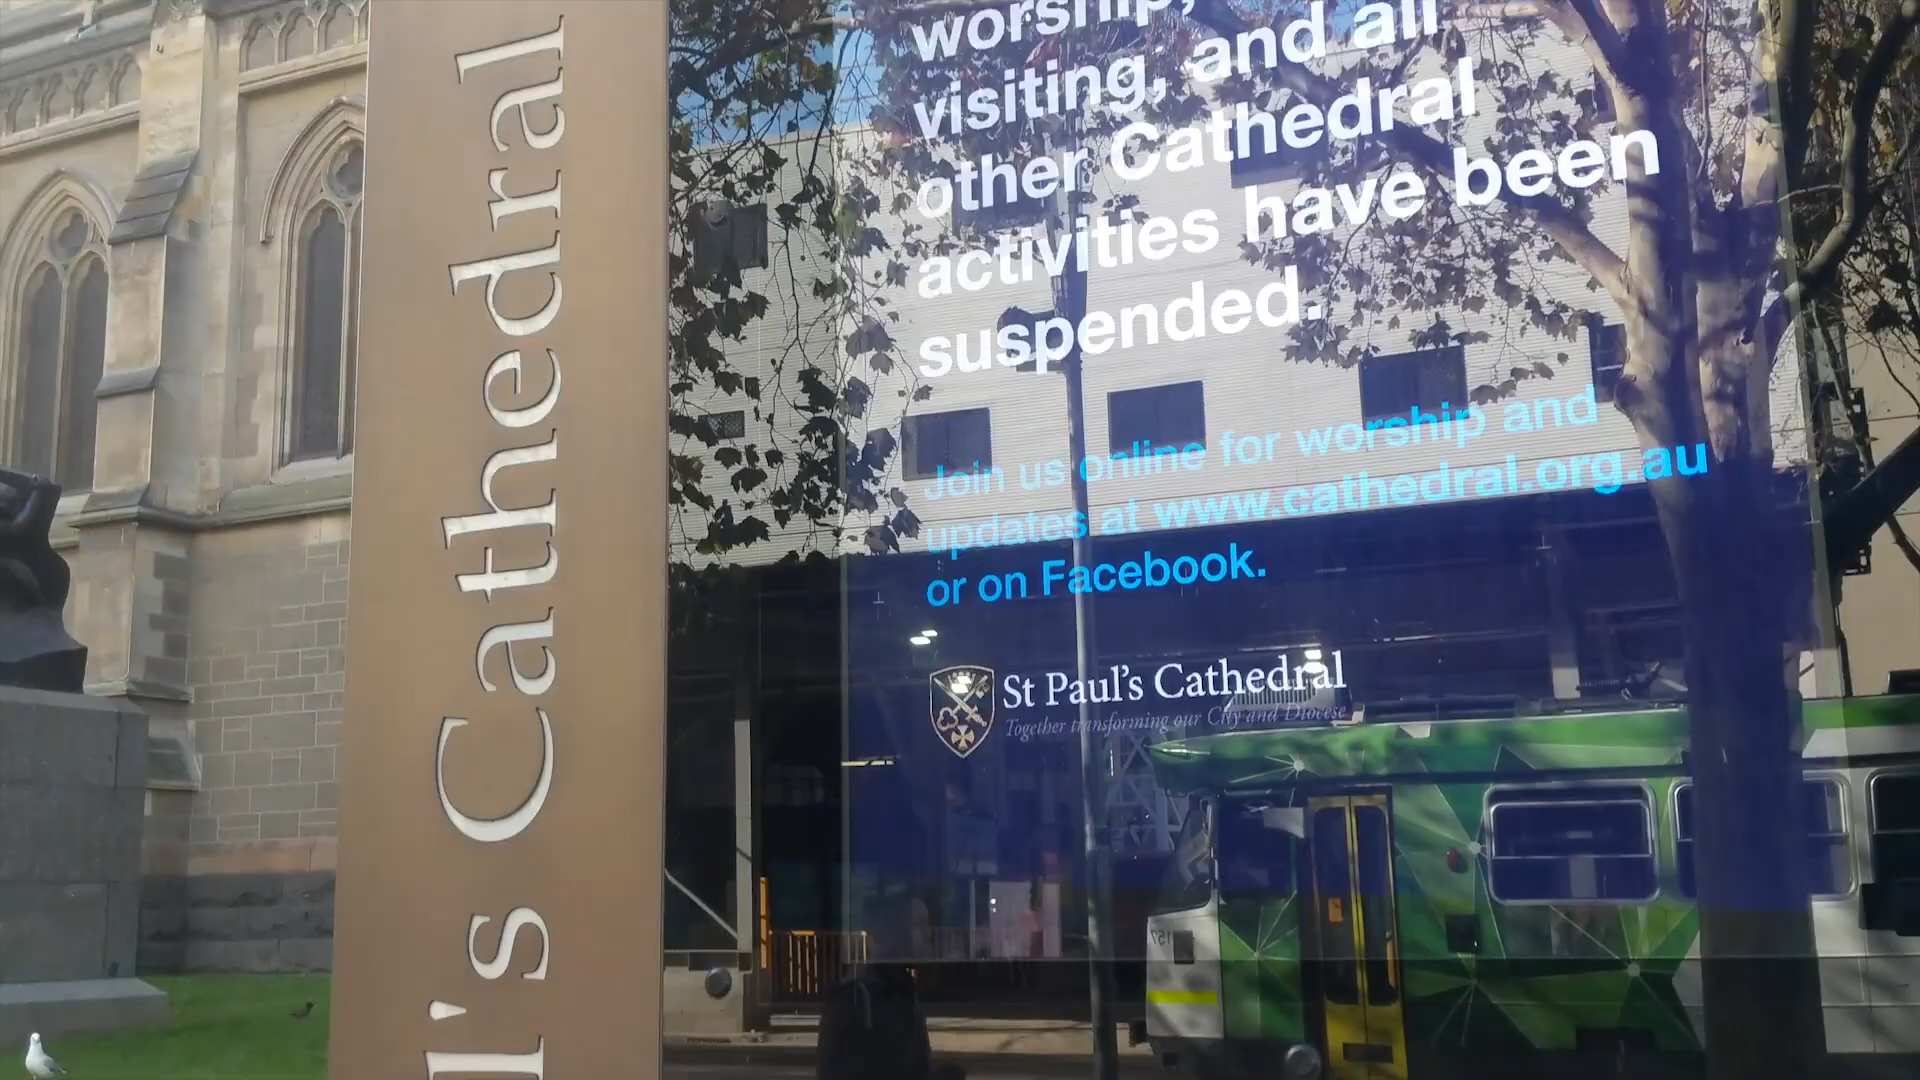 l's Cathedral
worship,
visiting, and all
other Cathedral
activities have been
suspended.
Join us online for worship and
updates at www.cathedral.org.au
or on Facebook.
St Paul's Cathedral
Together transforming our City and Diocese
157